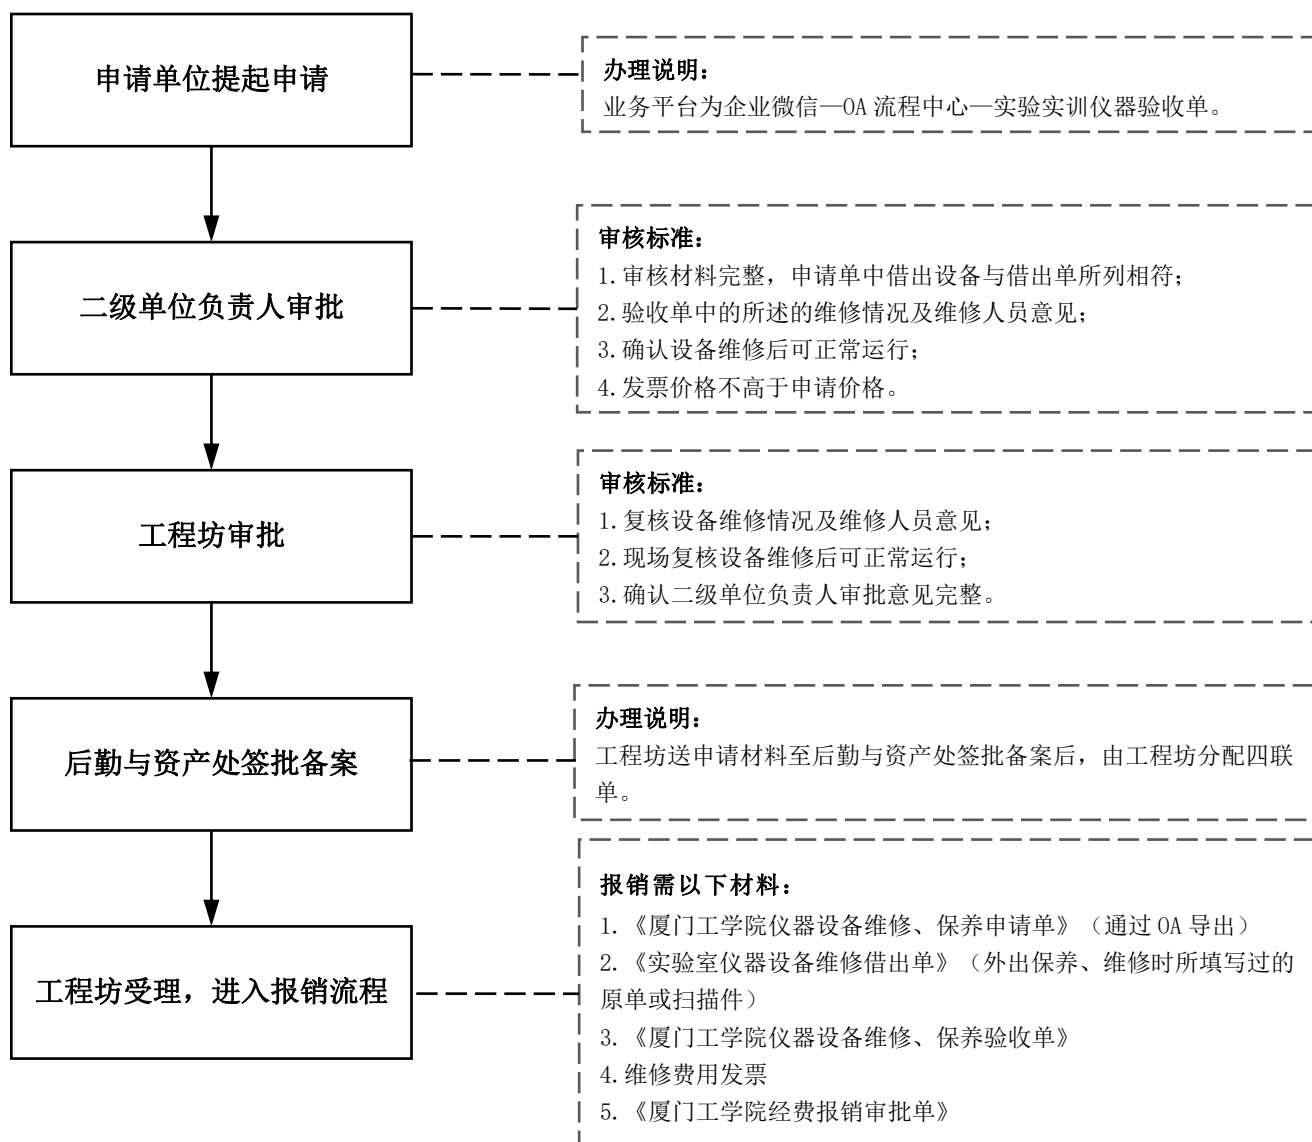 申请单位提起申请
办理说明：
业务平台为企业微信—OA 流程中心—实验实训仪器验收单。
二级单位负责人审批
审核标准：
1.审核材料完整，申请单中借出设备与借出单所列相符；
2.验收单中的所述的维修情况及维修人员意见；
3.确认设备维修后可正常运行；
4.发票价格不高于申请价格。
工程坊审批
审核标准：
1.复核设备维修情况及维修人员意见；
2.现场复核设备维修后可正常运行；
3.确认二级单位负责人审批意见完整。
后勤与资产处签批备案
办理说明：
工程坊送申请材料至后勤与资产处签批备案后，由工程坊分配四联
单。
工程坊受理，进入报销流程
报销需以下材料：
1.《厦门工学院仪器设备维修、保养申请单》（通过 OA 导出）
2.《实验室仪器设备维修借出单》（外出保养、维修时所填写过的
原单或扫描件）
3.《厦门工学院仪器设备维修、保养验收单》
4.维修费用发票
5.《厦门工学院经费报销审批单》